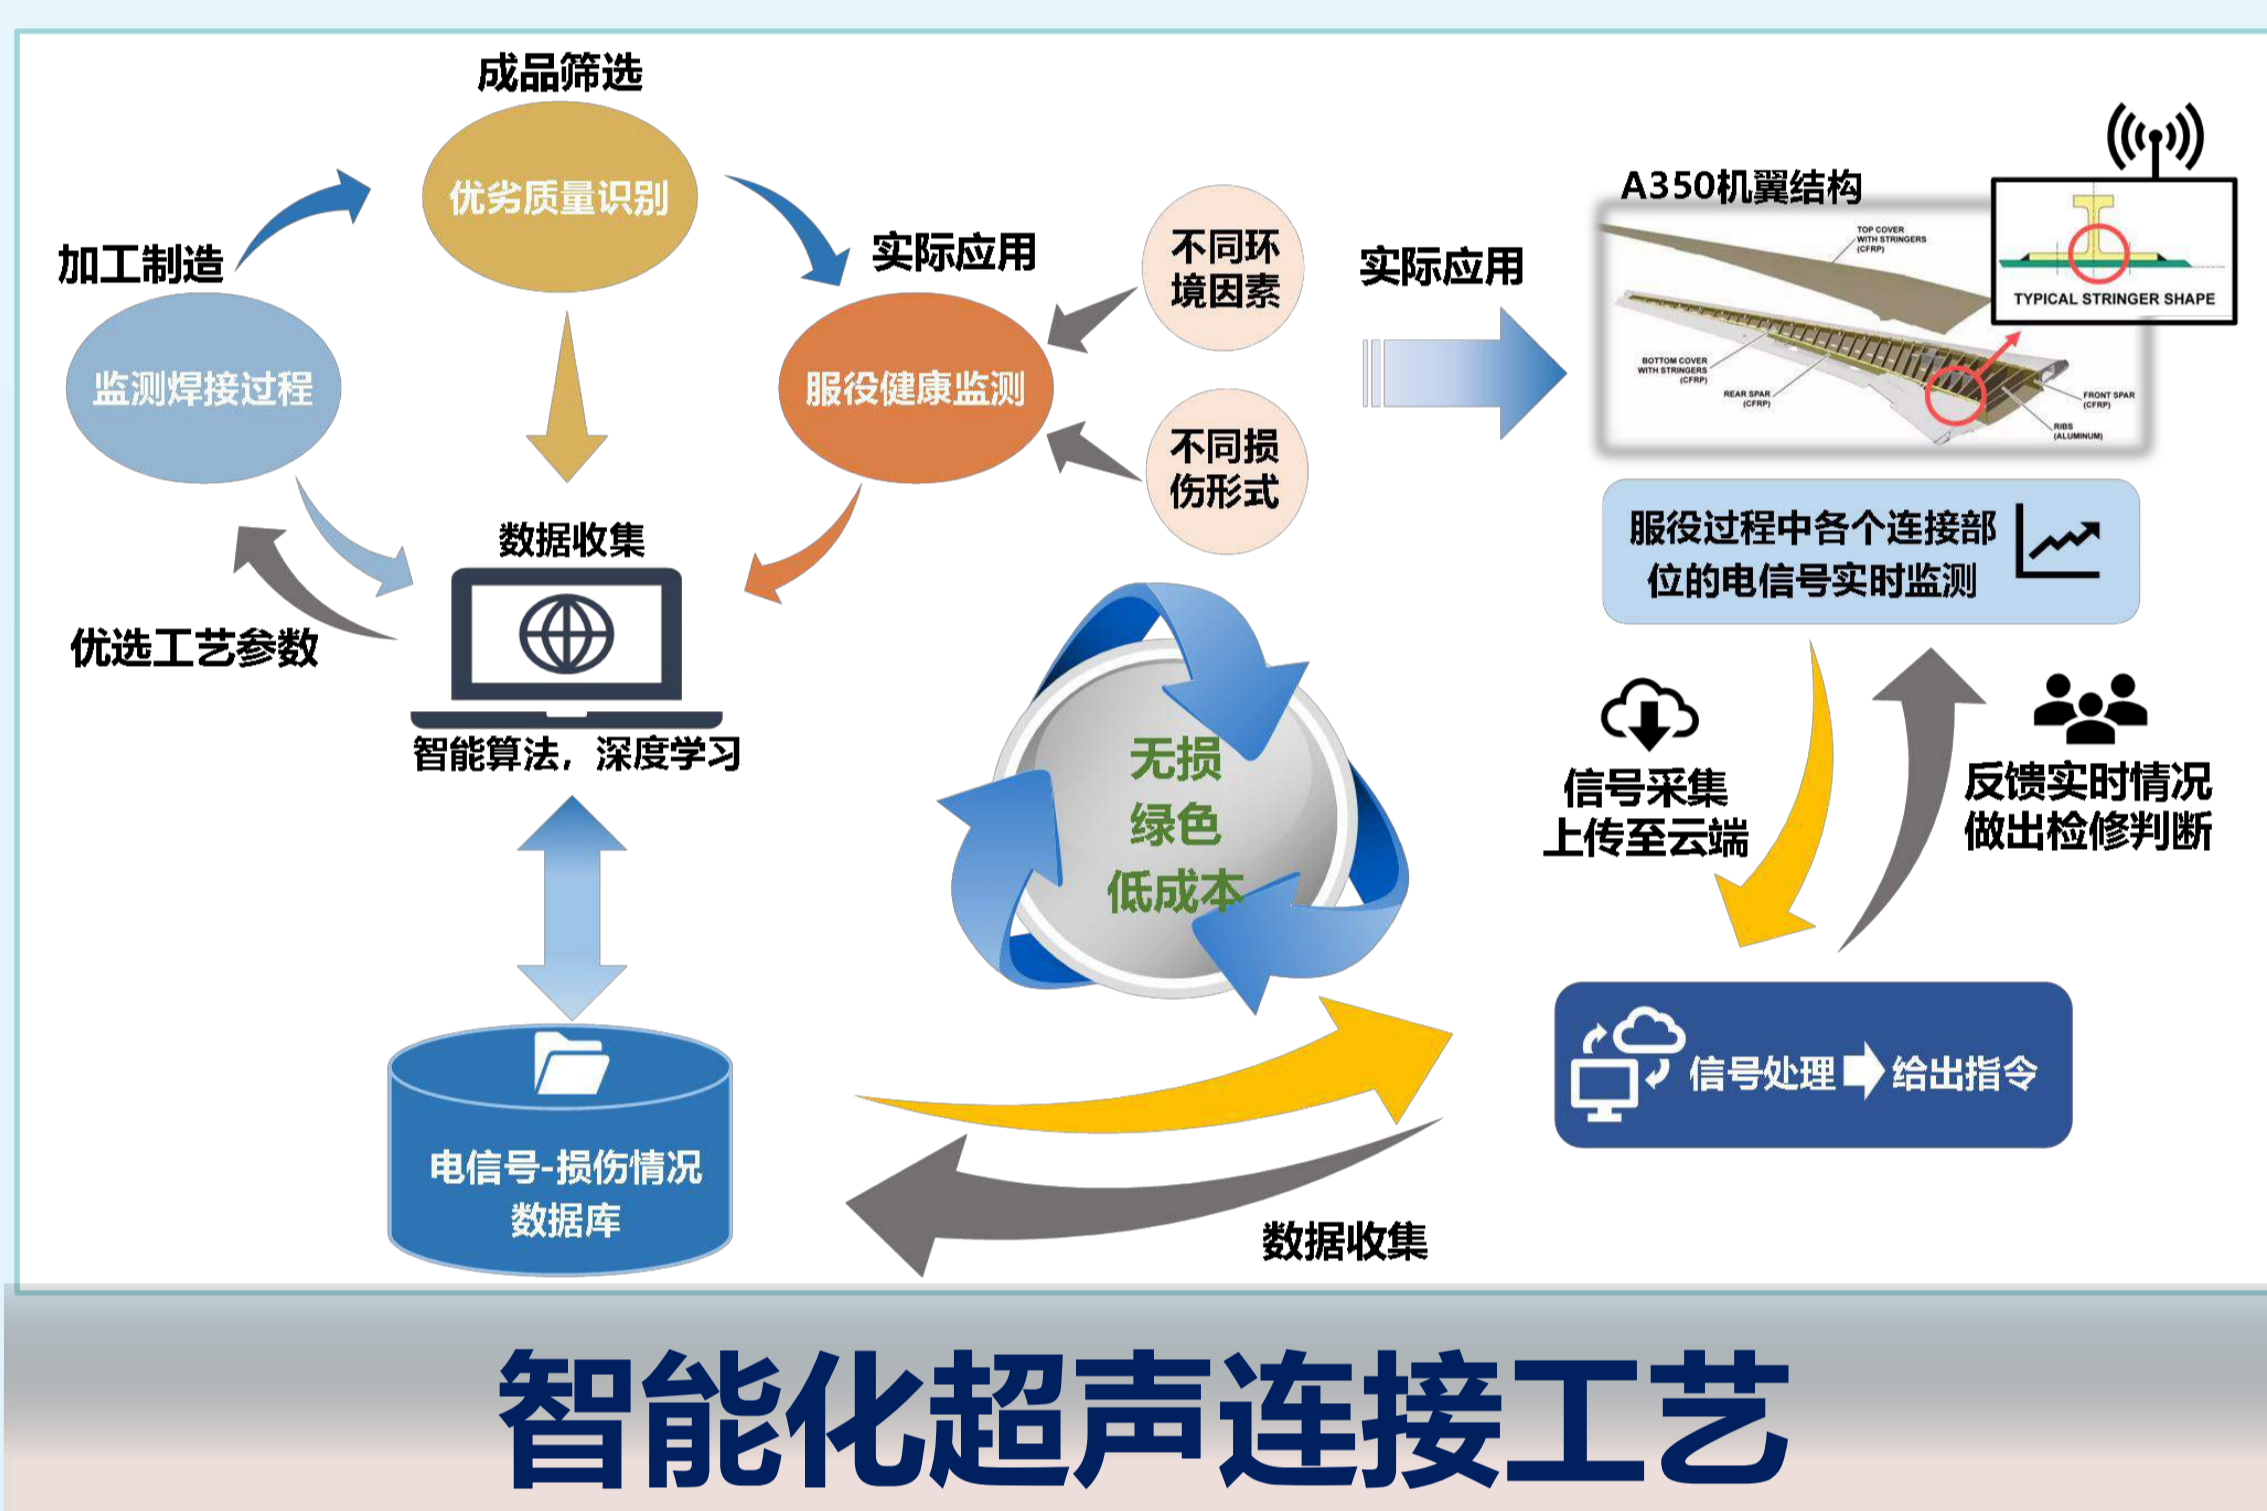 成品筛选
优劣质量识别
加工制造
监测焊接过程
实际应用
服役健康监测
不同环
境因素
不同损
伤形式
数据收集
优选工艺参数
智能算法，深度学习
电信号-损伤情况
数据库
无损
绿色
低成本
实际应用
A350机翼结构
TOP COVER
WITH STRINGERS
(CFRP)
TYPICAL STRINGER SHAPE
BOTTOM COVER
WITH STRINGERS
(CFRP)
REAR SPAR
(CFRP)
FRONT SPAR
(CFRP)
RIBS
(ALUMINUM)
服役过程中各个连接部
位的电信号实时监测
信号采集
上传至云端
反馈实时情况
做出检修判断
信号处理
给出指令
数据收集
智能化超声连接工艺